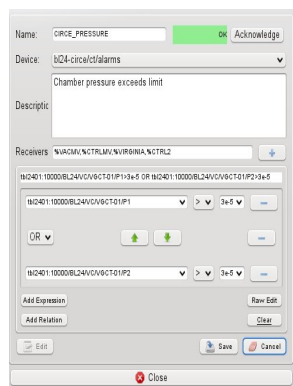 Name: CIRCE_PRESSURE OK Acknowledge
Device: bl24-circe/ct/alarms
Chamber pressure exceeds limit
Descriptic
Receivers %VACMV,%CTRLMV,%VIRGINIA,%CTRL2
tbl2401:10000/BL24/VC/VGCT-01/P1>3e-5 OR tbl2401:10000/BL24/VC/VGCT-01/P2>3e-5
tbl2401:10000/BL24/VC/VGCT-01/P1 > 3e-5
OR
tbl2401:10000/BL24/VC/VGCT-01/P2 > 3e-5
Add Expression Raw Edit
Add Relation Clear
Edit Save Cancel
Close